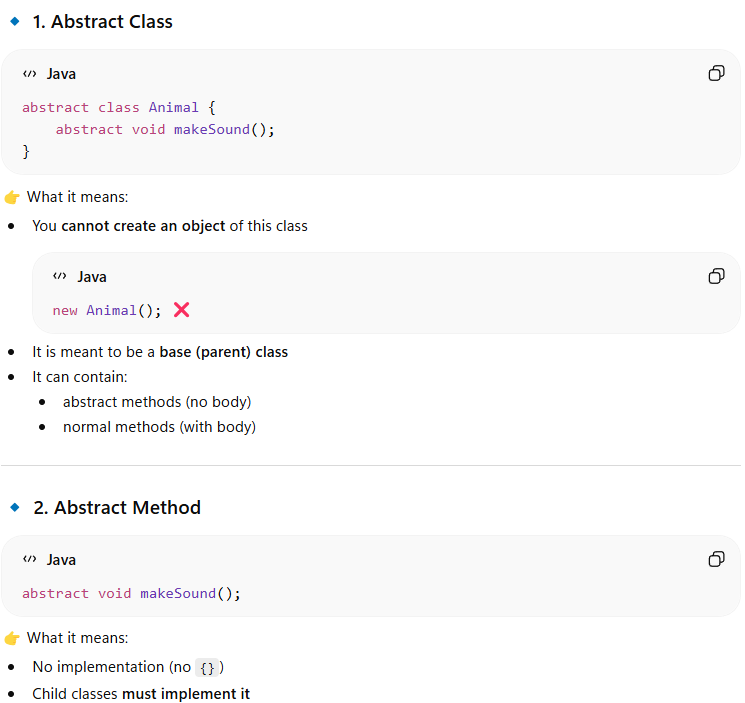 1. Abstract Class
Java
abstract class Animal {
    abstract void makeSound();
}
What it means:
You cannot create an object of this class
Java
new Animal(); ❌
It is meant to be a base (parent) class
It can contain:
abstract methods (no body)
normal methods (with body)
2. Abstract Method
Java
abstract void makeSound();
What it means:
No implementation (no {})
Child classes must implement it